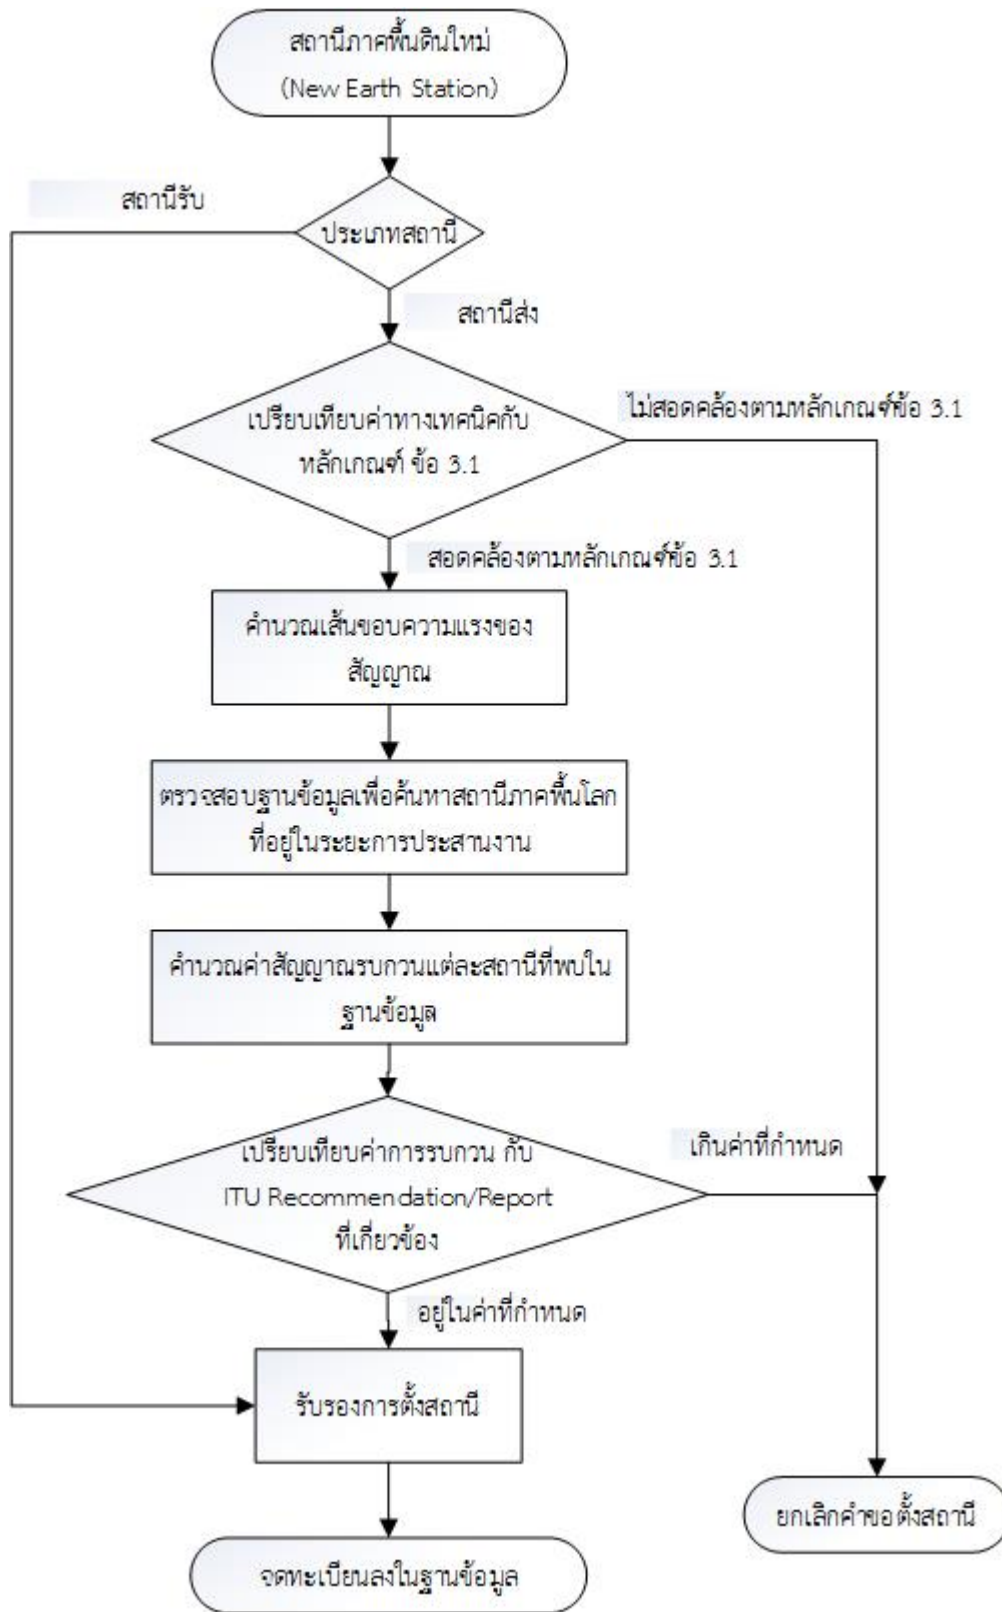 สถานีภาคพื้นดินใหม่
(New Earth Station)
สถานีรับ
ประเภทสถานี
สถานีส่ง
เปรียบเทียบค่าทางเทคนิคกับ
หลักเกณฑ์ ข้อ 3.1
ไม่สอดคล้องตามหลักเกณฑ์ข้อ 3.1
สอดคล้องตามหลักเกณฑ์ข้อ 3.1
คำนวณเส้นขอบความแรงของ
สัญญาณ
ตรวจสอบฐานข้อมูลเพื่อค้นหาสถานีภาคพื้นโลก
ที่อยู่ในระยะการประสานงาน
คำนวณค่าสัญญาณรบกวนแต่ละสถานีที่พบใน
ฐานข้อมูล
เปรียบเทียบค่าการรบกวน กับ
ITU Recommendation/Report
ที่เกี่ยวข้อง
เกินค่าที่กำหนด
อยู่ในค่าที่กำหนด
รับรองการตั้งสถานี
ยกเลิกคำขอตั้งสถานี
จดทะเบียนลงในฐานข้อมูล